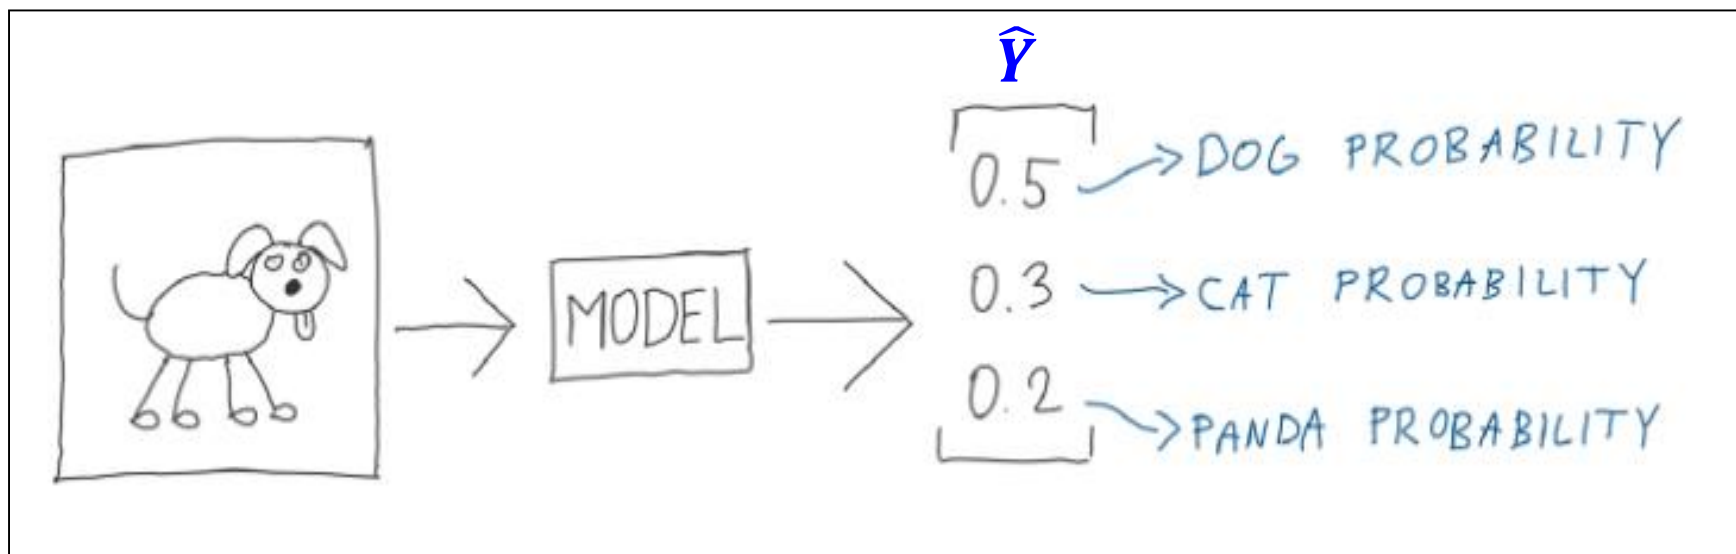 Ŷ
0.5 DOG PROBABILITY
MODEL
0.3 CAT PROBABILITY
0.2 PANDA PROBABILITY